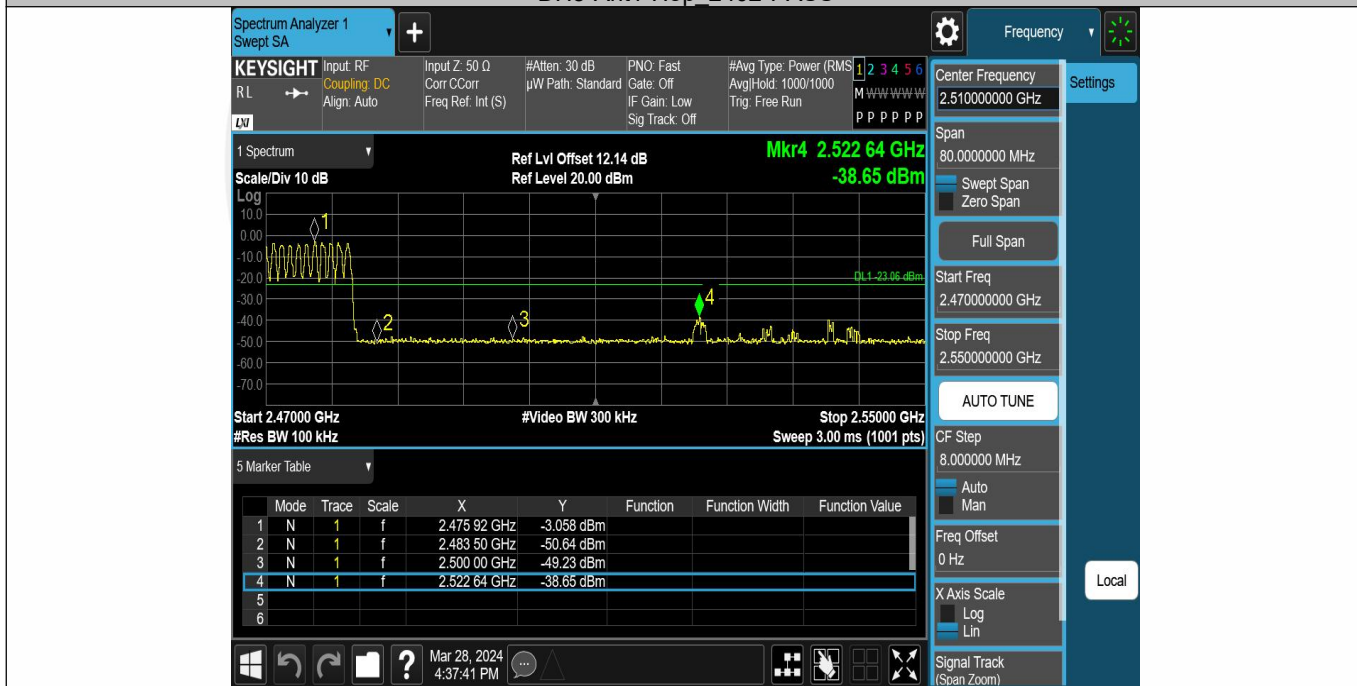 Spectrum Analyzer 1
Swept SA
+
Frequency
KEYSIGHT
RL
LXI
Input: RF
Coupling: DC
Align: Auto
Input Z: 50 Ω
Corr CCorr
Freq Ref: Int (S)
#Atten: 30 dB
µW Path: Standard
PNO: Fast
Gate: Off
IF Gain: Low
Sig Track: Off
#Avg Type: Power (RMS
Avg|Hold: 1000/1000
Trig: Free Run
1 2 3 4 5 6
M W W W W W
P P P P P P
1 Spectrum
Scale/Div 10 dB
Ref Lvl Offset 12.14 dB
Ref Level 20.00 dBm
Mkr4 2.522 64 GHz
-38.65 dBm
Log
10.0
0.00
-10.0
-20.0
-30.0
-40.0
-50.0
-60.0
-70.0
1
2
3
4
DL1 -23.06 dBm
Start 2.47000 GHz
#Video BW 300 kHz
Stop 2.55000 GHz
#Res BW 100 kHz
Sweep 3.00 ms (1001 pts)
5 Marker Table
Mode Trace Scale X Y Function Function Width Function Value
1 N 1 f 2.475 92 GHz -3.058 dBm
2 N 1 f 2.483 50 GHz -50.64 dBm
3 N 1 f 2.500 00 GHz -49.23 dBm
4 N 1 f 2.522 64 GHz -38.65 dBm
5
6
?
Mar 28, 2024
4:37:41 PM
Center Frequency
2.510000000 GHz
Settings
Span
80.0000000 MHz
Swept Span
Zero Span
Full Span
Start Freq
2.470000000 GHz
Stop Freq
2.550000000 GHz
AUTO TUNE
CF Step
8.000000 MHz
Auto
Man
Freq Offset
0 Hz
X Axis Scale
Log
Lin
Local
Signal Track
(Span Zoom)